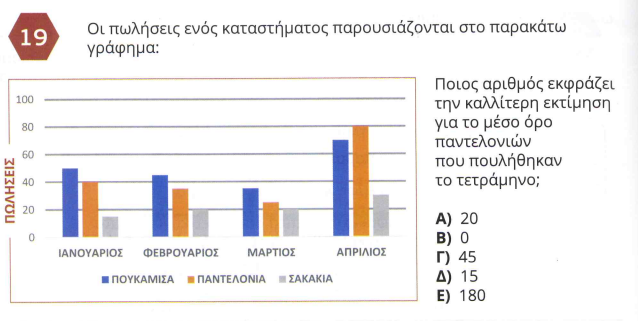 19
Οι πωλήσεις ενός καταστήματος παρουσιάζονται στο παρακάτω
γράφημα:
100
80
60
40
20
0
ΠΩΛΗΣΕΙΣ
ΙΑΝΟΥΑΡΙΟΣ ΦΕΒΡΟΥΑΡΙΟΣ ΜΑΡΤΙΟΣ ΑΠΡΙΛΙΟΣ
ΠΟΥΚΑΜΙΣΑ ΠΑΝΤΕΛΟΝΙΑ ΣΑΚΑΚΙΑ
Ποιος αριθμός εκφράζει
την καλλίτερη εκτίμηση
για το μέσο όρο
παντελονιών
που πουλήθηκαν
το τετράμηνο;
Α) 20
Β) 0
Γ) 45
Δ) 15
Ε) 180